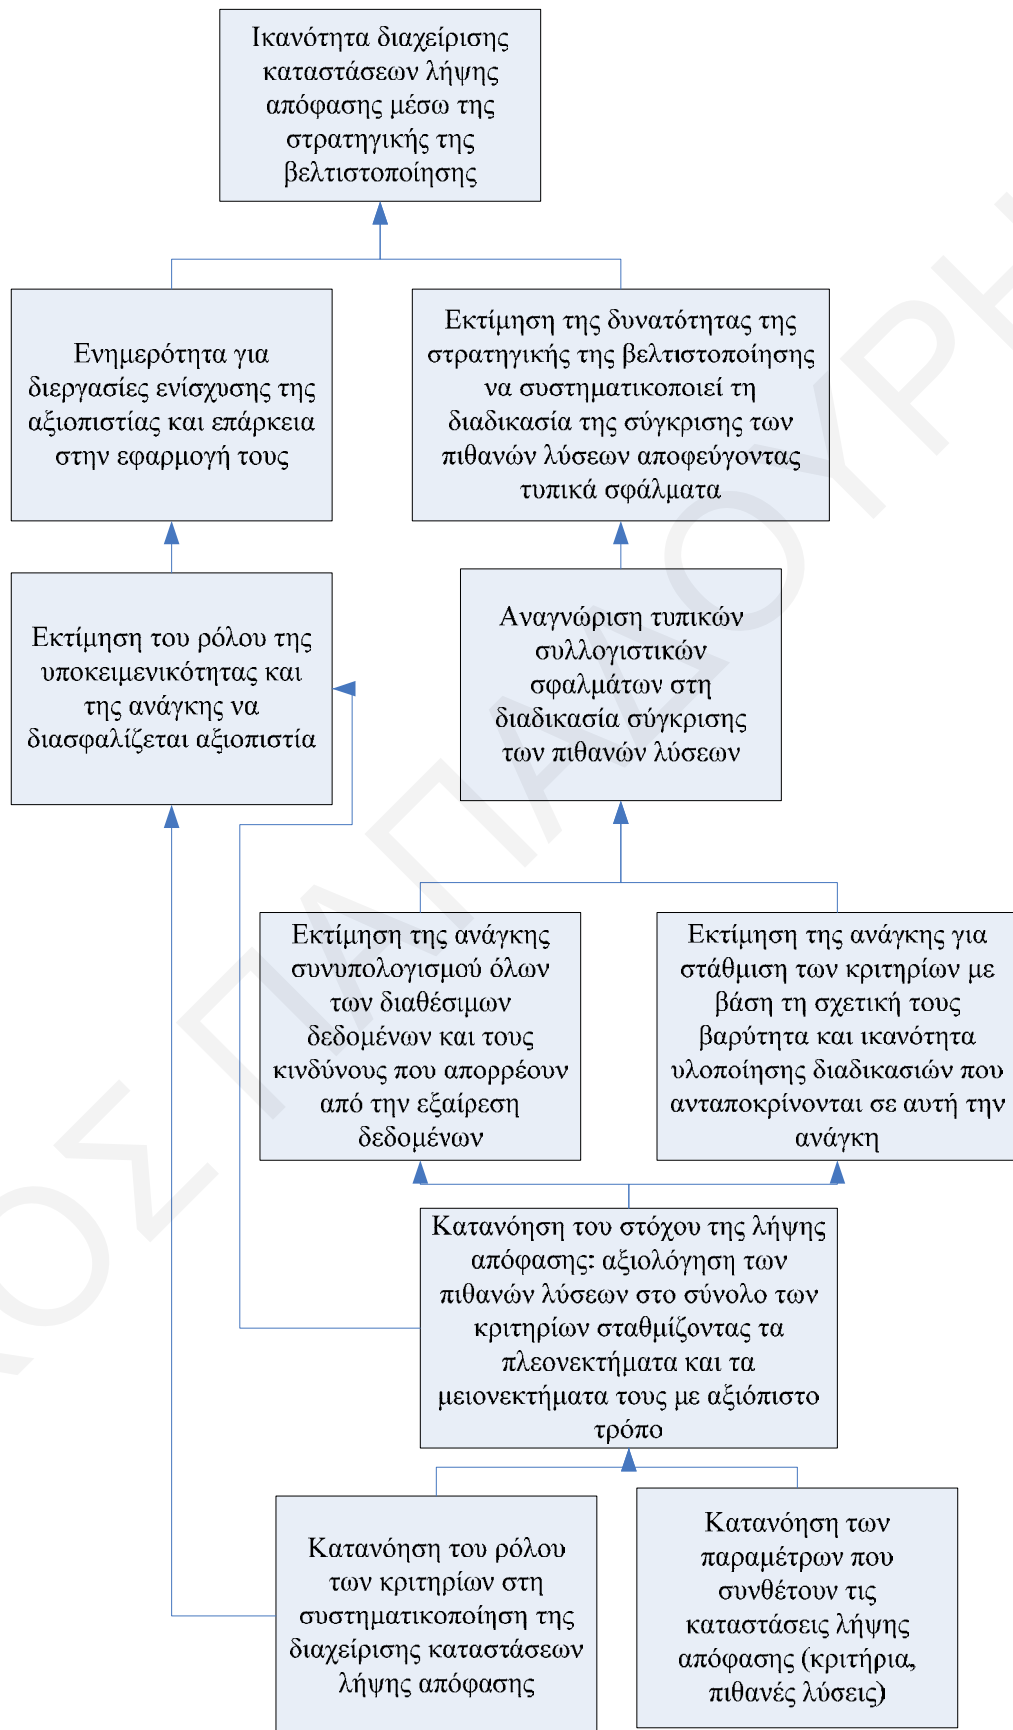 Ικανότητα διαχείρισης
καταστάσεων λήψης
απόφασης μέσω της
στρατηγικής της
βελτιστοποίησης
Ενημερότητα για
διεργασίες ενίσχυσης της
αξιοπιστίας και επάρκεια
στην εφαρμογή τους
Εκτίμηση της δυνατότητας της
στρατηγικής της βελτιστοποίησης
να συστηματικοποιεί τη
διαδικασία της σύγκρισης των
πιθανών λύσεων αποφεύγοντας
τυπικά σφάλματα
Εκτίμηση του ρόλου της
υποκειμενικότητας και
της ανάγκης να
διασφαλίζεται αξιοπιστία
Αναγνώριση τυπικών
συλλογιστικών
σφαλμάτων στη
διαδικασία σύγκρισης
των πιθανών λύσεων
Εκτίμηση της ανάγκης
συνυπολογισμού όλων
των διαθέσιμων
δεδομένων και τους
κινδύνους που απορρέουν
από την εξαίρεση
δεδομένων
Εκτίμηση της ανάγκης για
στάθμιση των κριτηρίων με
βάση τη σχετική τους
βαρύτητα και ικανότητα
υλοποίησης διαδικασιών που
ανταποκρίνονται σε αυτή την
ανάγκη
Κατανόηση του στόχου της λήψης
απόφασης: αξιολόγηση των
πιθανών λύσεων στο σύνολο των
κριτηρίων σταθμίζοντας τα
πλεονεκτήματα και τα
μειονεκτήματα τους με αξιόπιστο
τρόπο
Κατανόηση του ρόλου
των κριτηρίων στη
συστηματικοποίηση της
διαχείρισης καταστάσεων
λήψης απόφασης
Κατανόηση των
παραμέτρων που
συνθέτουν τις
καταστάσεις λήψης
απόφασης (κριτήρια,
πιθανές λύσεις)
ΟΣ ΠΑΠΑΔΟΥΡΗ